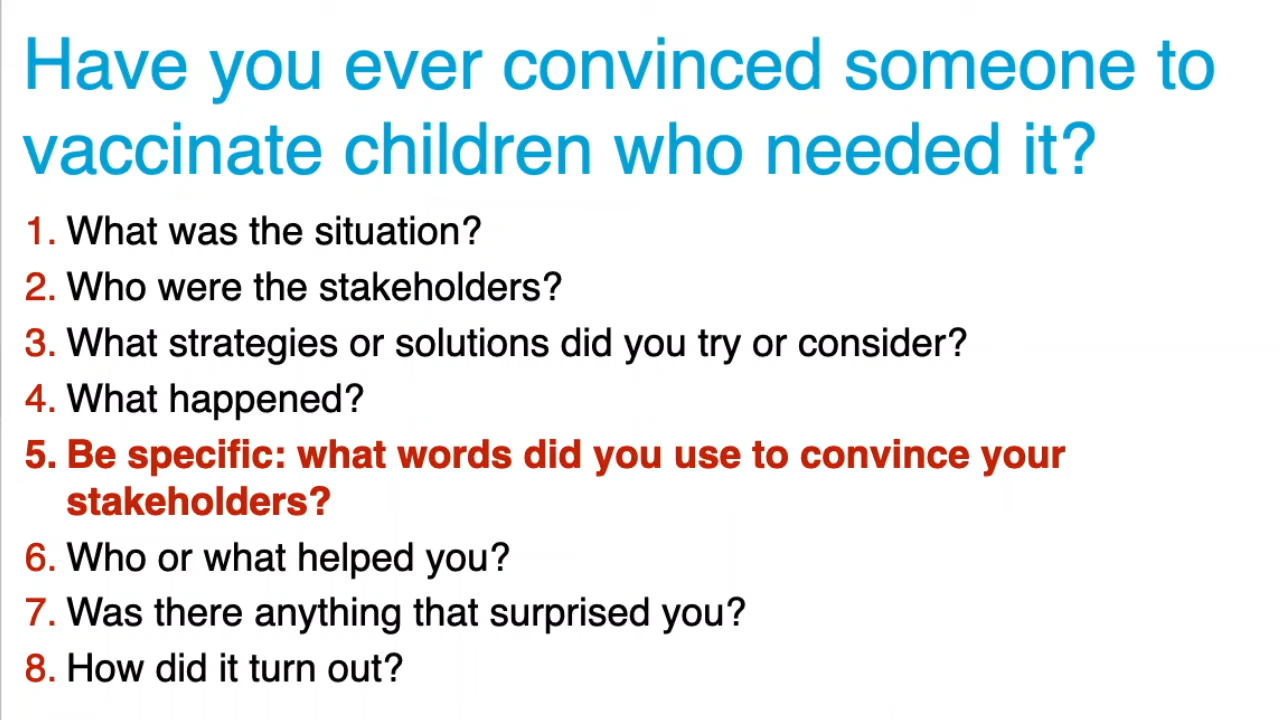 Have you ever convinced someone to
vaccinate children who needed it?
1. What was the situation?
2. Who were the stakeholders?
3. What strategies or solutions did you try or consider?
4. What happened?
5. Be specific: what words did you use to convince your
stakeholders?
6. Who or what helped you?
7. Was there anything that surprised you?
8. How did it turn out?